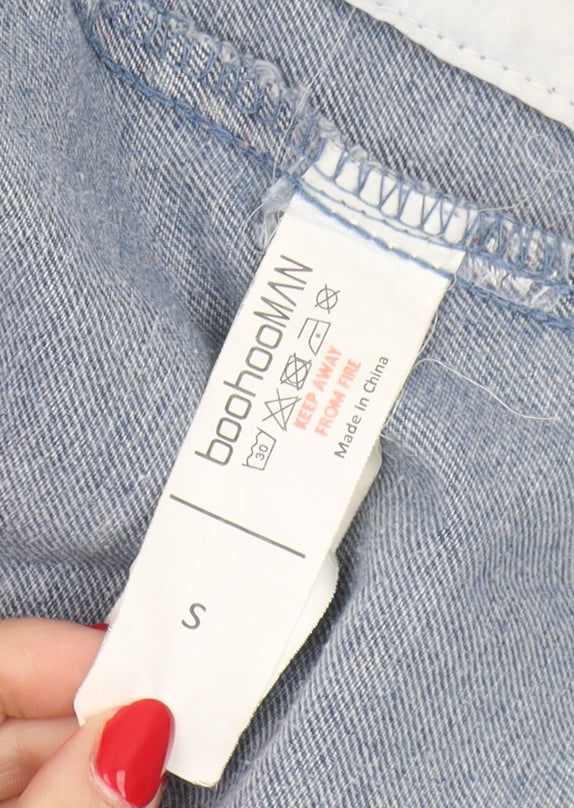 boohooMAN
30
KEEP AWAY
FROM FIRE
Made In China
S